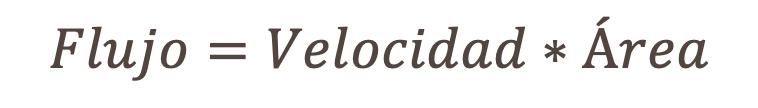 Flujo = Velocidad * Área